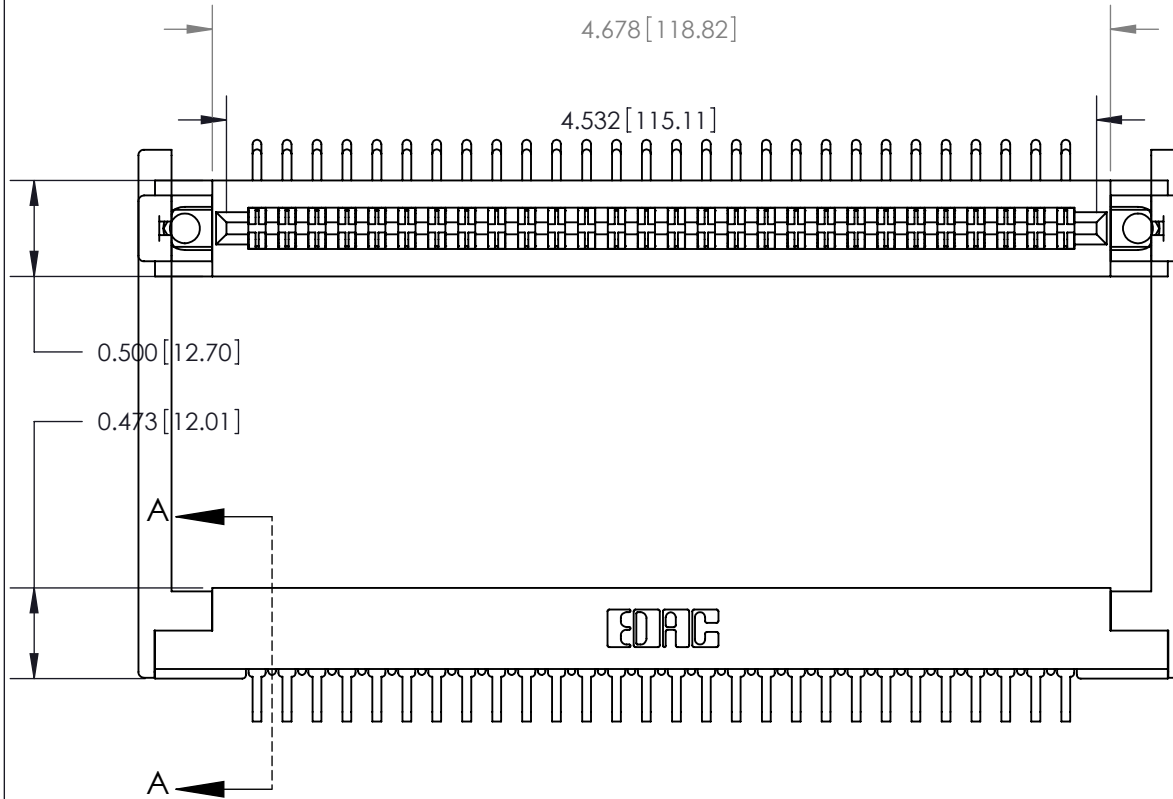 4.678 [118.82]
4.532 [115.11]
0.500 [12.70]
0.473 [12.01]
A
EDAC
A